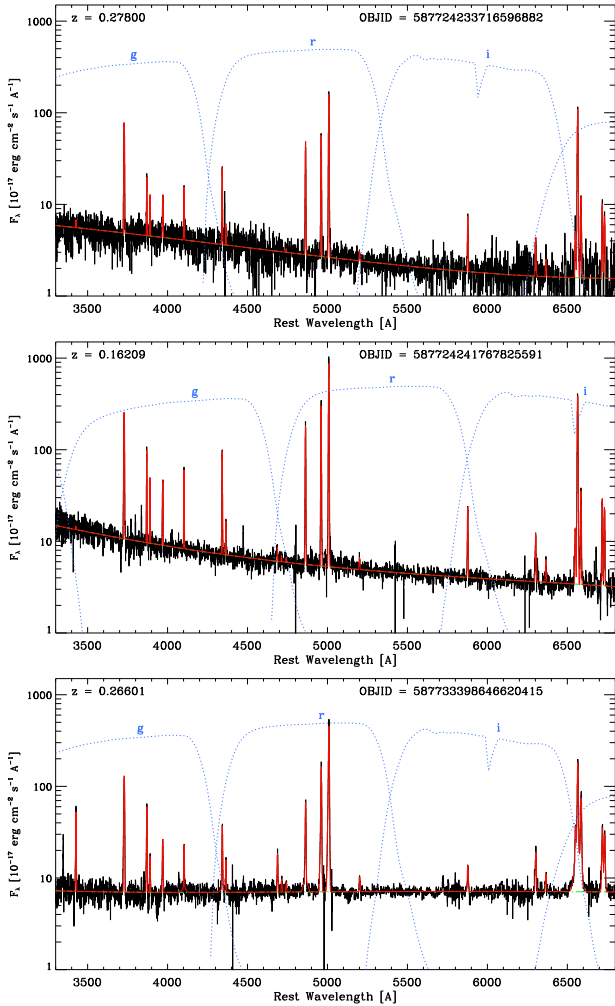 z = 0.27800 OBJID = 587724233716596882
g r i
1000
100
10
1
F_λ [10^-17 erg cm^-2 s^-1 A^-1]
3500 4000 4500 5000 5500 6000 6500
Rest Wavelength [A]
z = 0.16209 OBJID = 587724241767825591
g r i
1000
100
10
1
F_λ [10^-17 erg cm^-2 s^-1 A^-1]
3500 4000 4500 5000 5500 6000 6500
Rest Wavelength [A]
z = 0.26601 OBJID = 587733398646620415
g r i
1000
100
10
1
F_λ [10^-17 erg cm^-2 s^-1 A^-1]
3500 4000 4500 5000 5500 6000 6500
Rest Wavelength [A]